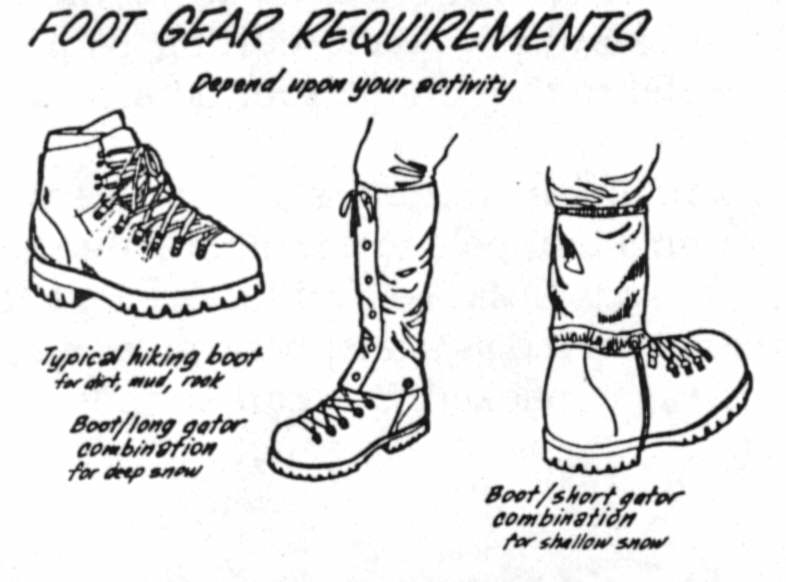 FOOT GEAR REQUIREMENTS
Depend upon your activity
Typical hiking boot
for dirt, mud, rock
Boot/long gator
combination
for deep snow
Boot/short gator
combination
for shallow snow